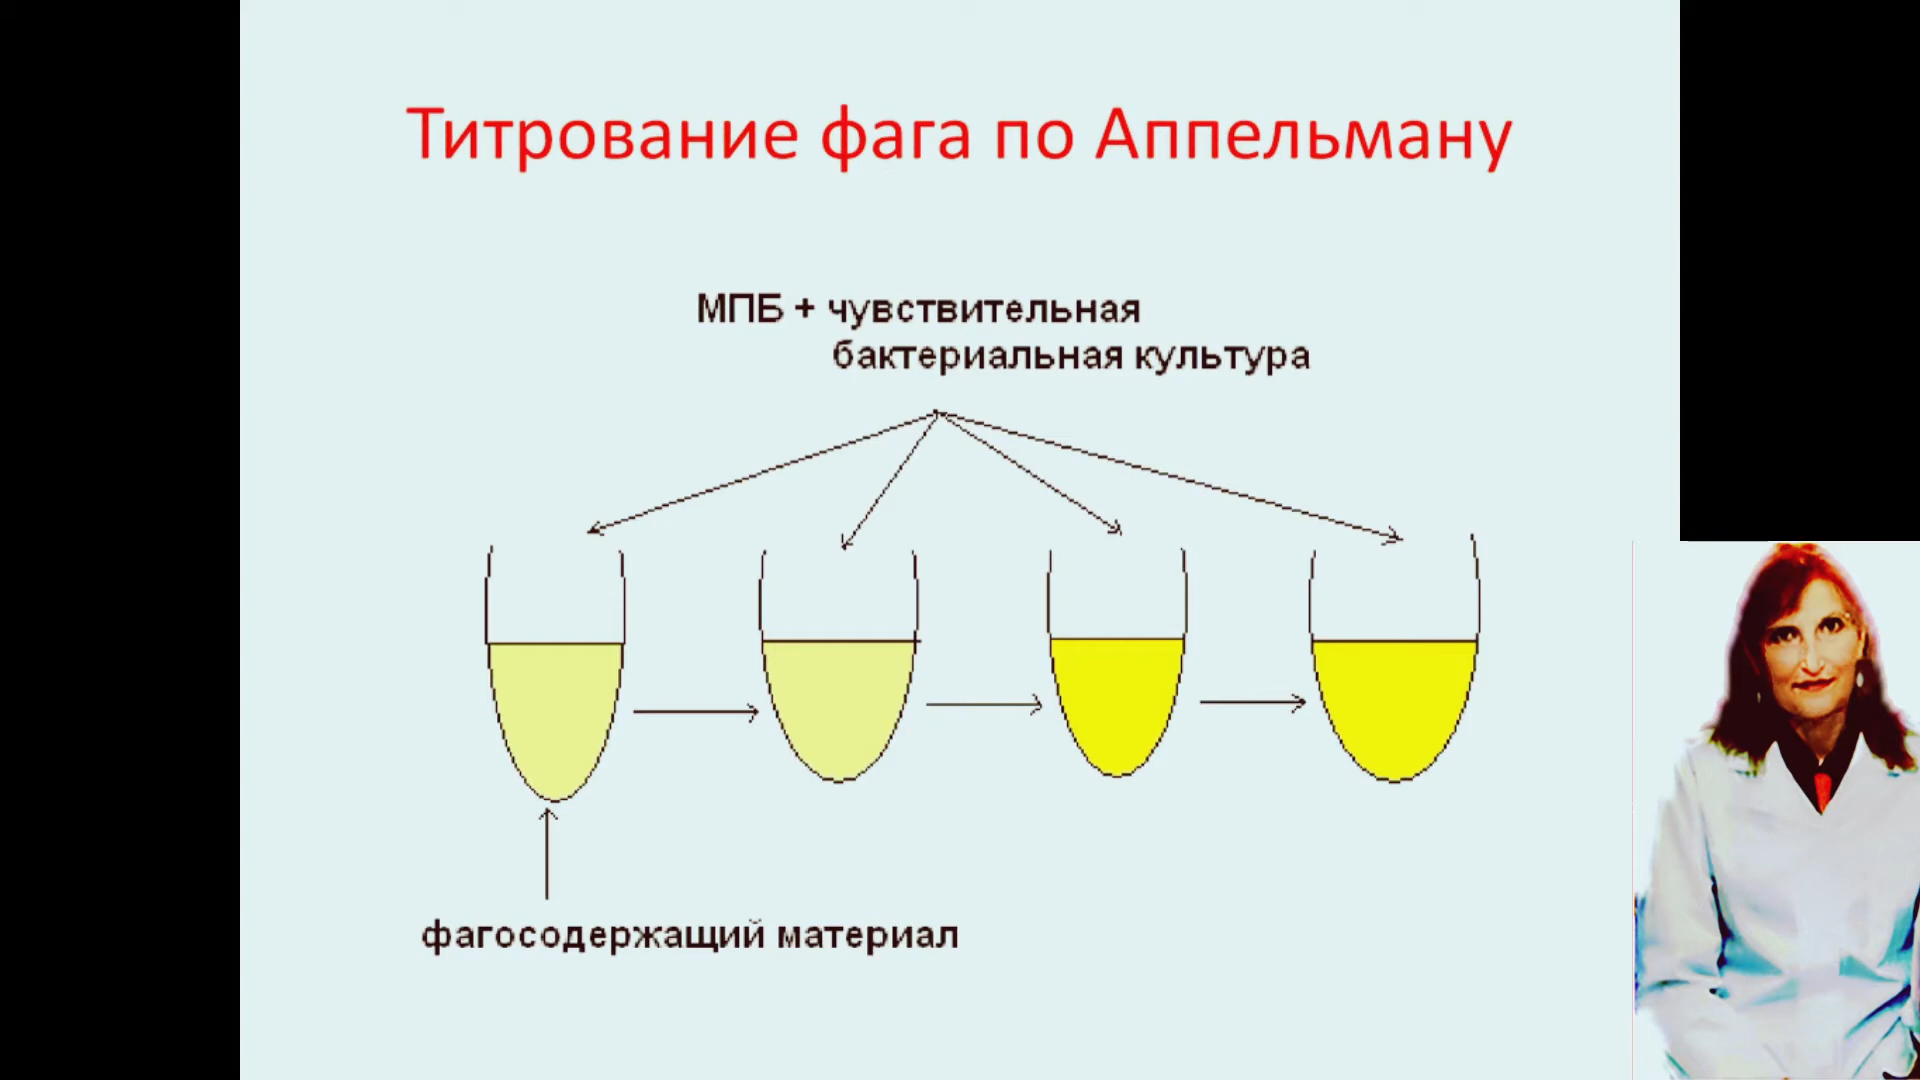 Титрование фага по Аппельману
МПБ + чувствительная
бактериальная культура
фагосодержащий материал